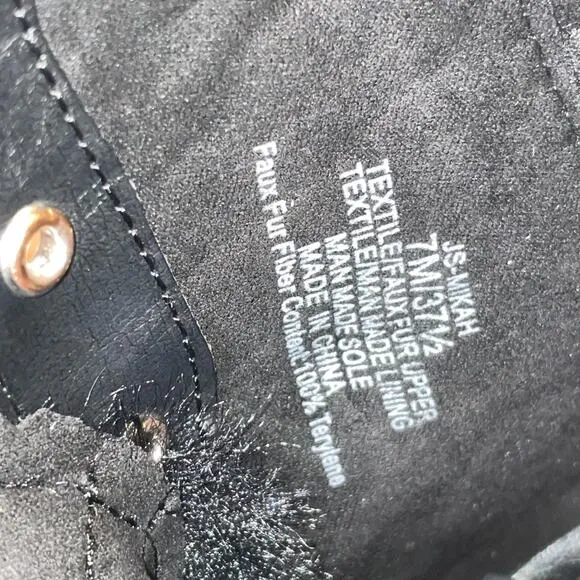 JS-NIKAH
7M/37½
TEXTILE/FAUX FUR UPPER
TEXTILE/MAN MADE LINING
MAN MADE SOLE
MADE IN CHINA
Faux Fur Fiber Content 100% Terylene